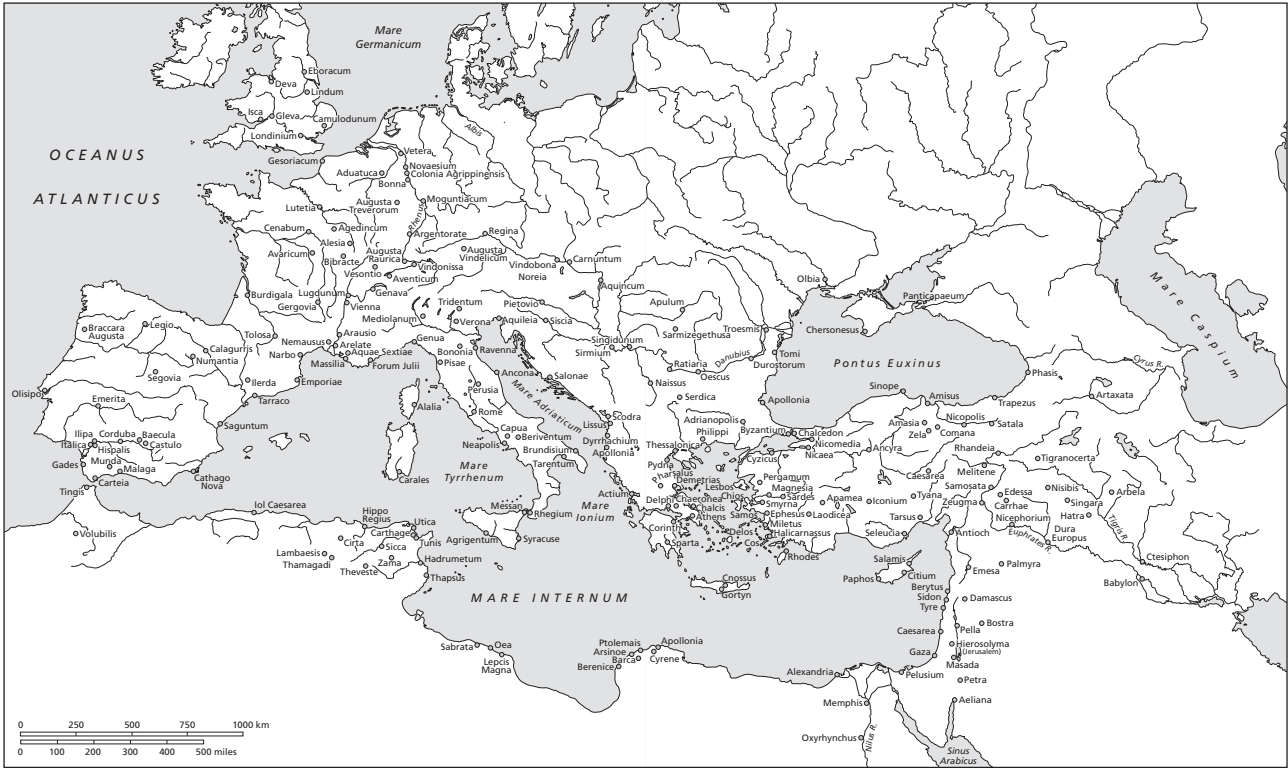 Mare
Germanicum
Eboracum
Deva
Lindum
Isca
Gleva
Camulodunum
Londinium
Gesoriacum
OCEANUS
ATLANTICUS
Albis
Vetera
Novaesium
Colonia Agrippinensis
Aduatuca
Bonna
Augusta
Treverorum
Moguntiacum
Rhenus
Lutetia
Agedincum
Cenabum
Alesia
Avaricum
Bibracte
Augusta
Raurica
Vesontio
Argentorate
Regina
Augusta
Vindelicum
Vindonissa
Aventicum
Genava
Vindobona
Noreia
Carnuntum
Aquincum
Burdigala
Lugdunum
Gergovia
Vienna
Tridentum
Mediolanum
Verona
Aquileia
Pietovio
Siscia
Apulum
Sarmizegethusa
Troesmis
Olbia
Panticapaeum
Chersonesus
Mare Caspium
Braccara
Augusta
Legio
Tolosa
Nemausus
Arausio
Arelate
Aquae Sextiae
Forum Julii
Massilia
Narbo
Genua
Bononia
Pisae
Ravenna
Calagurris
Numantia
Segovia
Ilerda
Emporiae
Tarraco
Olisipo
Emerita
Saguntum
Ilipa
Corduba
Baecula
Castulo
Italica
Hispalis
Munda
Malaga
Gades
Carteia
Tingis
Cathago
Nova
Volubilis
Iol Caesarea
Alalia
Carales
Perusia
Rome
Ancona
Mare Adriaticum
Salonae
Singidunum
Sirmium
Ratiaria
Danubius
Oescus
Naissus
Serdica
Tomi
Durostorum
Apollonia
Pontus Euxinus
Phasis
Cyrus R.
Artaxata
Sinope
Amisus
Trapezus
Amasia
Zela
Nicopolis
Comana
Satala
Capua
Neapolis
Beriventum
Brundisium
Tarentum
Scodra
Lissus
Dyrrhachium
Apollonia
Adrianopolis
Philippi
Thessalonica
Byzantium
Chalcedon
Nicomedia
Nicaea
Cyzicus
Ancyra
Rhandeia
Tigranocerta
Mare
Tyrrhenum
Mare
Ionium
Messan
Rhegium
Agrigentum
Syracuse
Pydna
Pharsalus
Demetrias
Actium
Delphi
Chaeronea
Chalcis
Athens
Corinth
Sparta
Lesbos
Chios
Samos
Delos
Cos
Pergamum
Magnesia
Sardes
Smyrna
Ephesus
Miletus
Halicarnassus
Apamea
Laodicea
Rhodes
Iconium
Caesarea
Tyana
Tarsus
Seleucia
Melitene
Samosata
Zeugma
Edessa
Carrhae
Nicephorium
Nisibis
Singara
Hatra
Arbela
Dura
Europus
Euphrates R.
Tigris R.
Ctesiphon
Babylon
Antioch
Hippo
Regius
Utica
Carthage
Tunis
Cirta
Sicca
Zama
Hadrumetum
Lambaesis
Thamagadi
Theveste
Thapsus
Cnossus
Gortyn
Salamis
Paphos
Citium
Berytus
Sidon
Tyre
Emesa
Palmyra
Damascus
Bostra
Caesarea
Pella
Hierosolyma
(Jerusalem)
Gaza
Masada
Petra
Aeliana
MARE INTERNUM
Sabrata
Oea
Lepcis
Magna
Ptolemais
Arsinoe
Barca
Berenice
Apollonia
Cyrene
Alexandria
Pelusium
Memphis
Oxyrhynchus
Nilus R.
Sinus
Arabicus
0 250 500 750 1000 km
0 100 200 300 400 500 miles